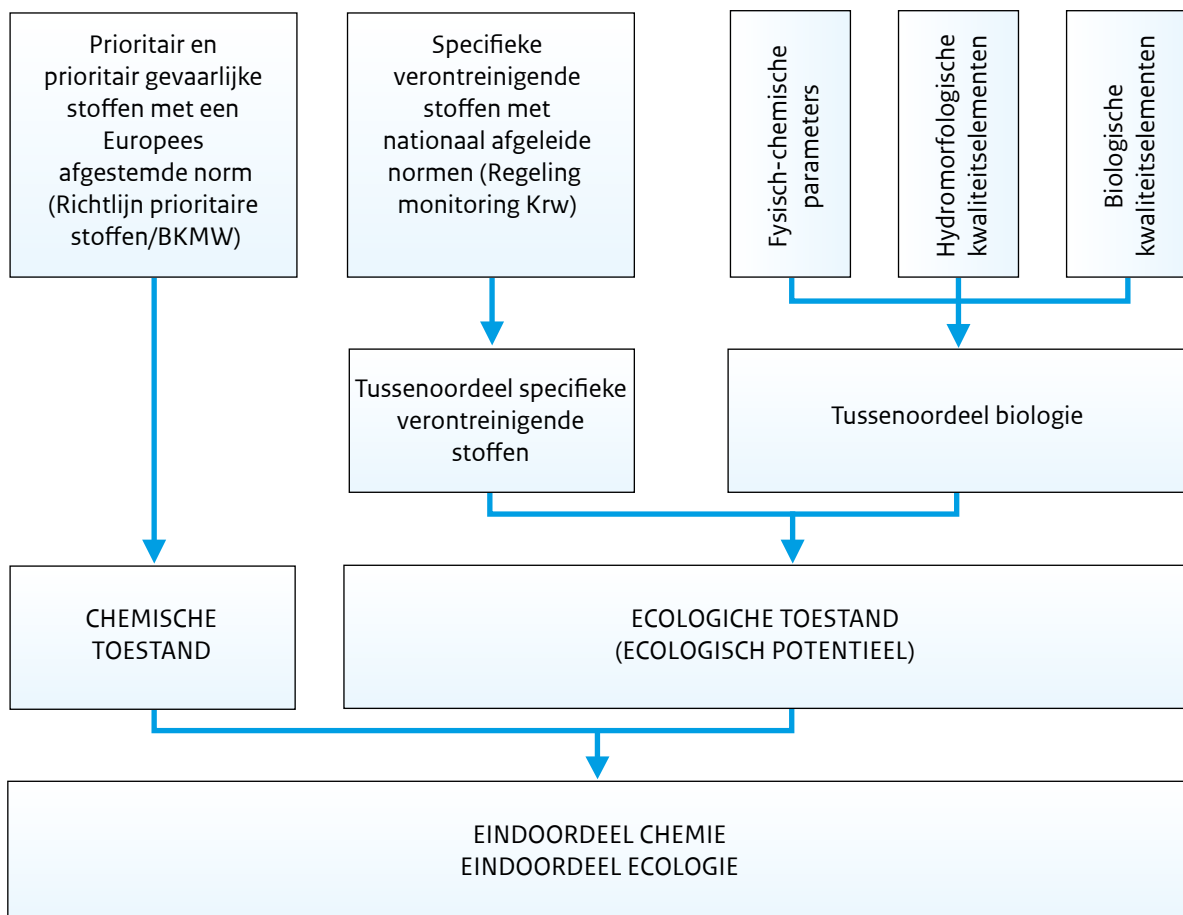 Prioritair en
prioritair gevaarlijke
stoffen met een
Europees
afgestemde norm
(Richtlijn prioritaire
stoffen/BKMW)
Specifieke
verontreinigende
stoffen met
nationaal afgeleide
normen (Regeling
monitoring Krw)
Fysisch-chemische
parameters
Hydromorfologische
kwaliteitselementen
Biologische
kwaliteitselementen
Tussenoordeel specifieke
verontreinigende
stoffen
Tussenoordeel biologie
CHEMISCHE
TOESTAND
ECOLOGICHE TOESTAND
(ECOLOGISCH POTENTIEEL)
EINDOORDEEL CHEMIE
EINDOORDEEL ECOLOGIE